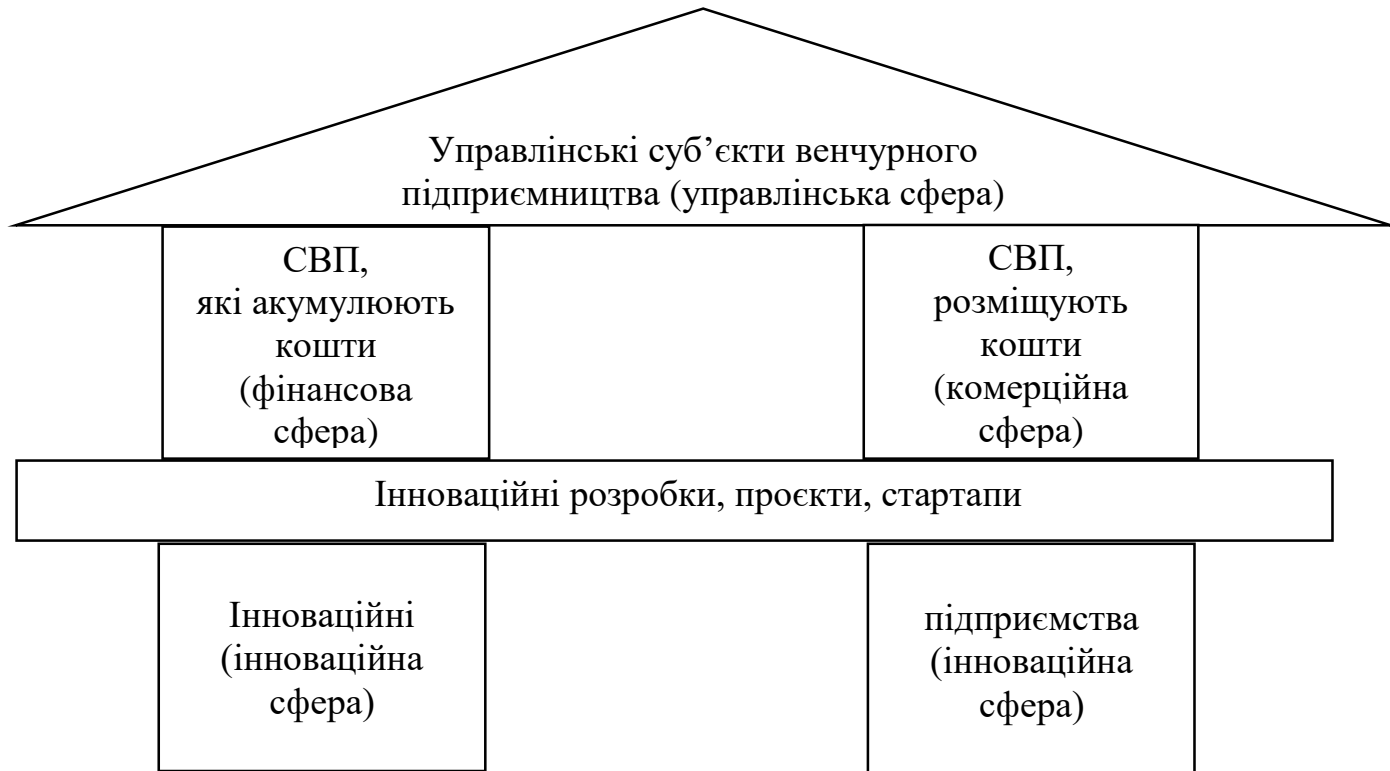 Управлінські суб’єкти венчурного
підприємництва (управлінська сфера)
СВП,
які акумулюють
кошти
(фінансова
сфера)
СВП,
розміщують
кошти
(комерційна
сфера)
Інноваційні розробки, проєкти, стартапи
Інноваційні
(інноваційна
сфера)
підприємства
(інноваційна
сфера)